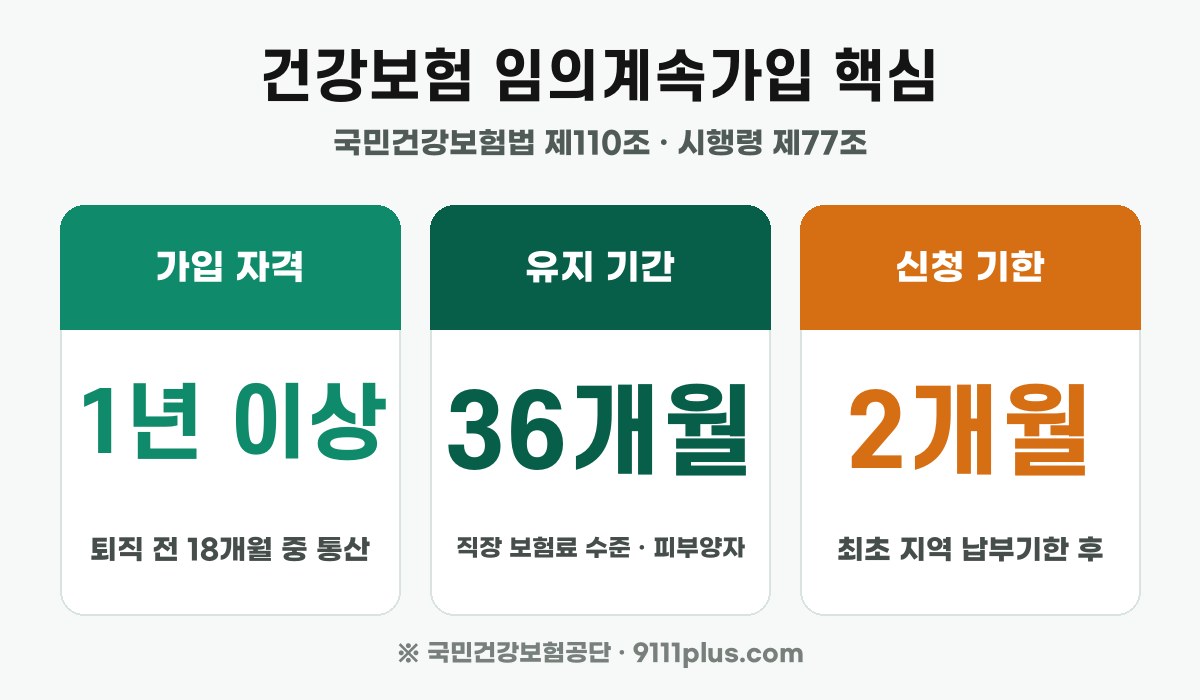 건강보험 임의계속가입 핵심
국민건강보험법 제110조 · 시행령 제77조
가입 자격
1년 이상
퇴직 전 18개월 중 통산
유지 기간
36개월
직장 보험료 수준 · 피부양자
신청 기한
2개월
최초 지역 납부기한 후
※ 국민건강보험공단 · 9111plus.com